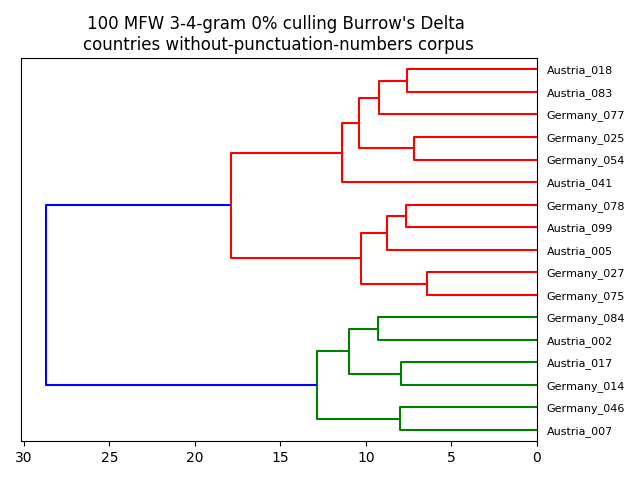 100 MFW 3-4-gram 0% culling Burrow's Delta
countries without-punctuation-numbers corpus
Austria_018
Austria_083
Germany_077
Germany_025
Germany_054
Austria_041
Germany_078
Austria_099
Austria_005
Germany_027
Germany_075
Germany_084
Austria_002
Austria_017
Germany_014
Germany_046
Austria_007
30 25 20 15 10 5 0